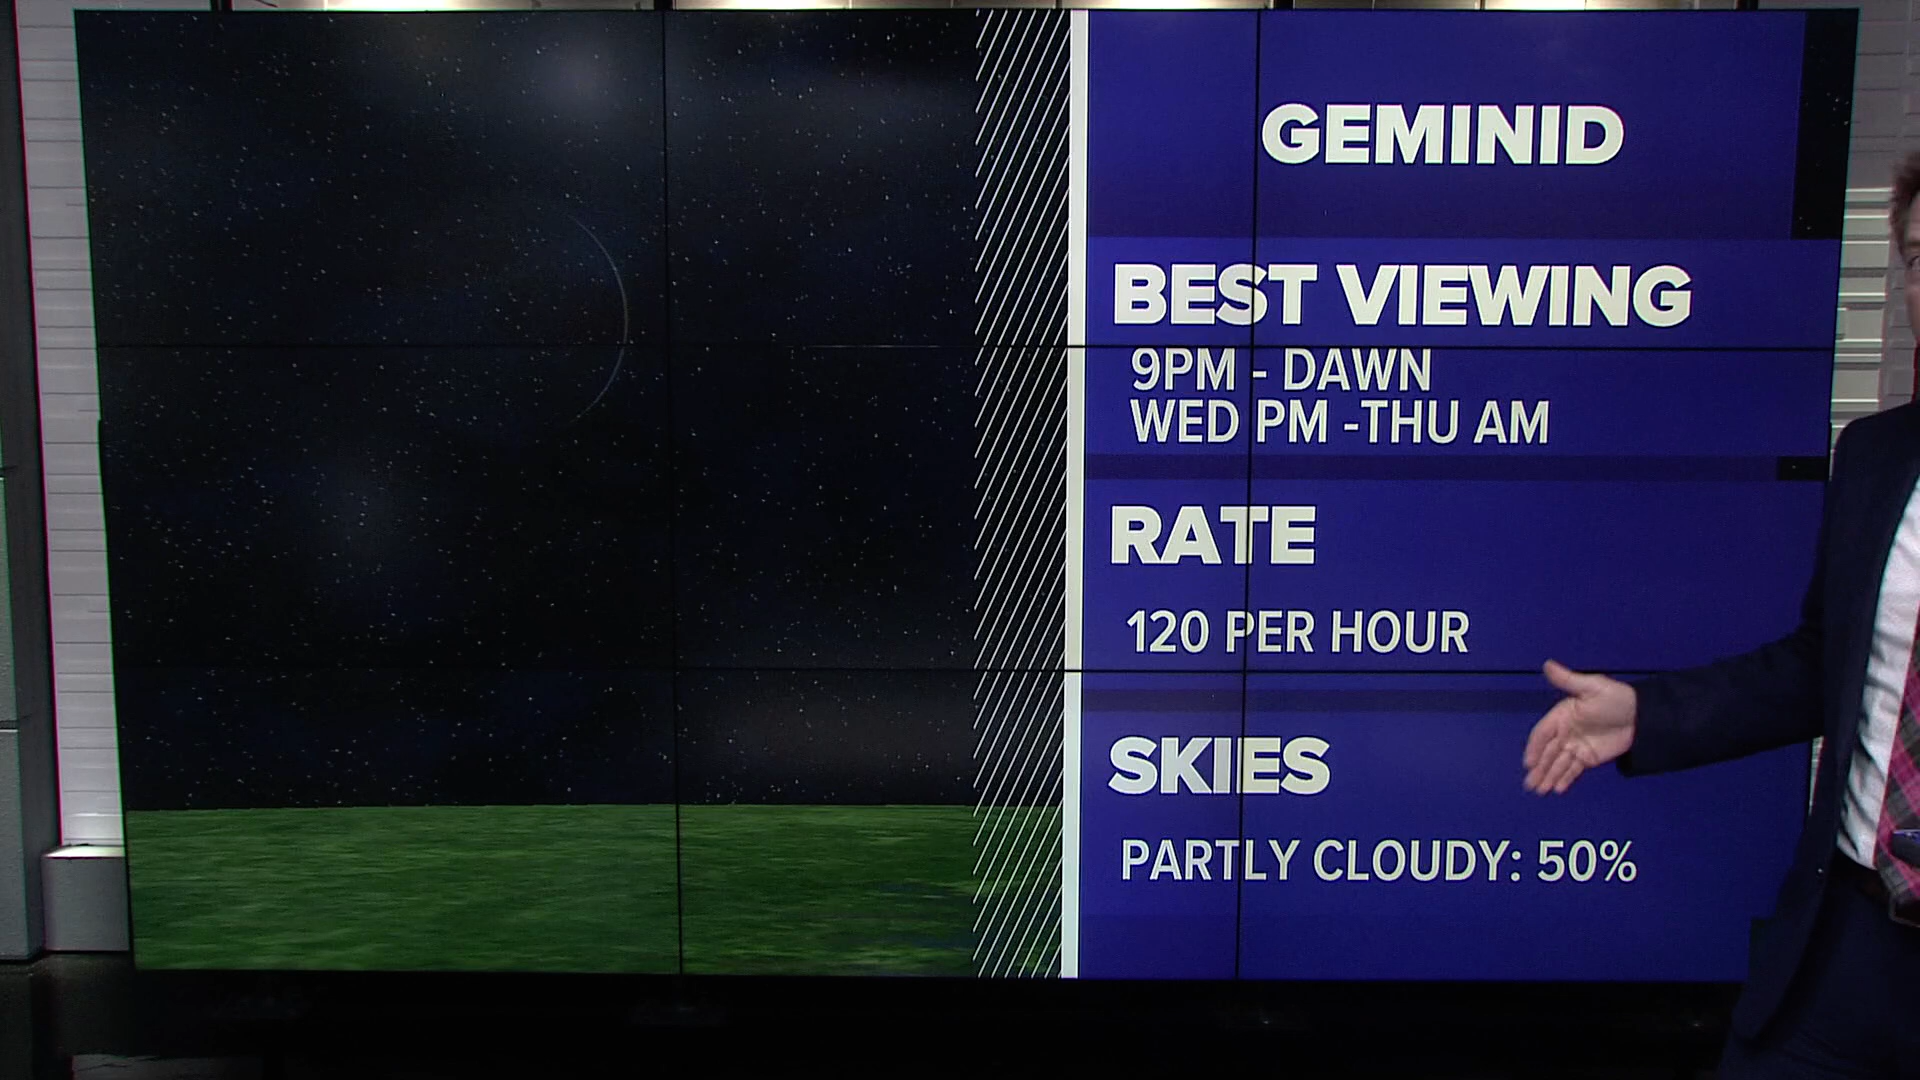 GEMINID
BEST VIEWING
9PM - DAWN
WED PM -THU AM
RATE
120 PER HOUR
SKIES
PARTLY CLOUDY: 50%